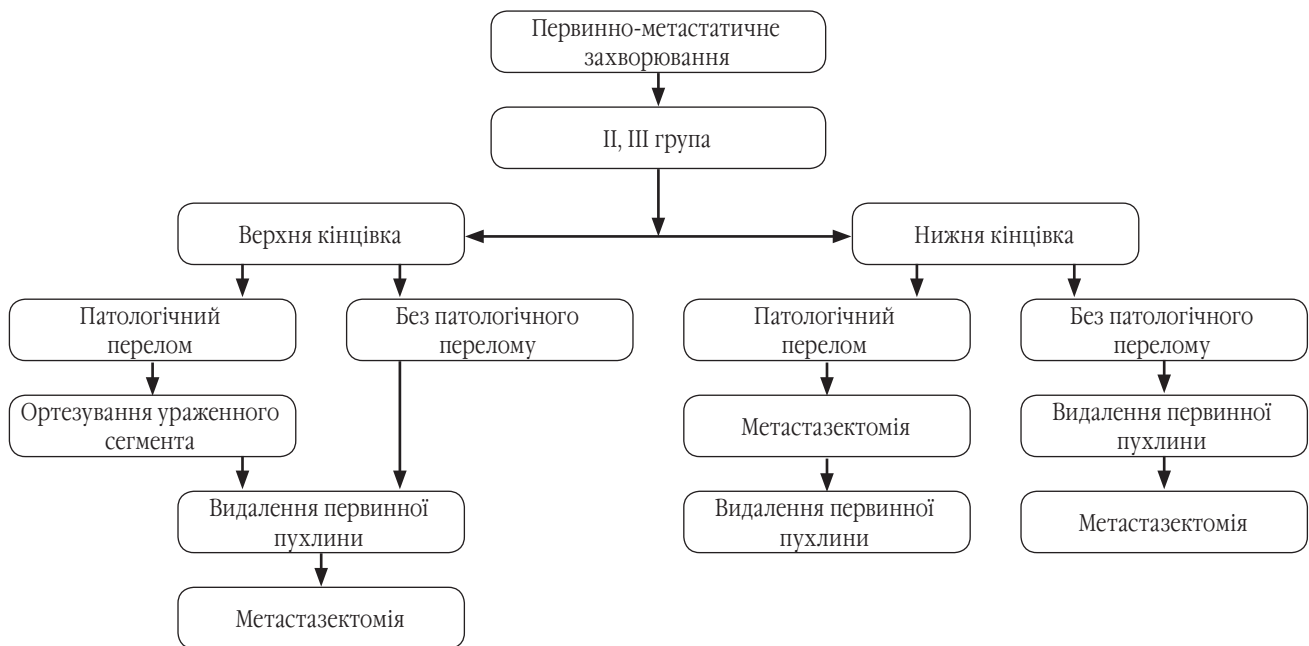 Первинно-метастатичне
захворювання
II, III група
Верхня кінцівка
Нижня кінцівка
Патологічний
перелом
Без патологічного
перелому
Патологічний
перелом
Без патологічного
перелому
Ортезування ураженного
сегмента
Метастазектомія
Видалення первинної
пухлини
Видалення первинної
пухлини
Видалення первинної
пухлини
Метастазектомія
Метастазектомія